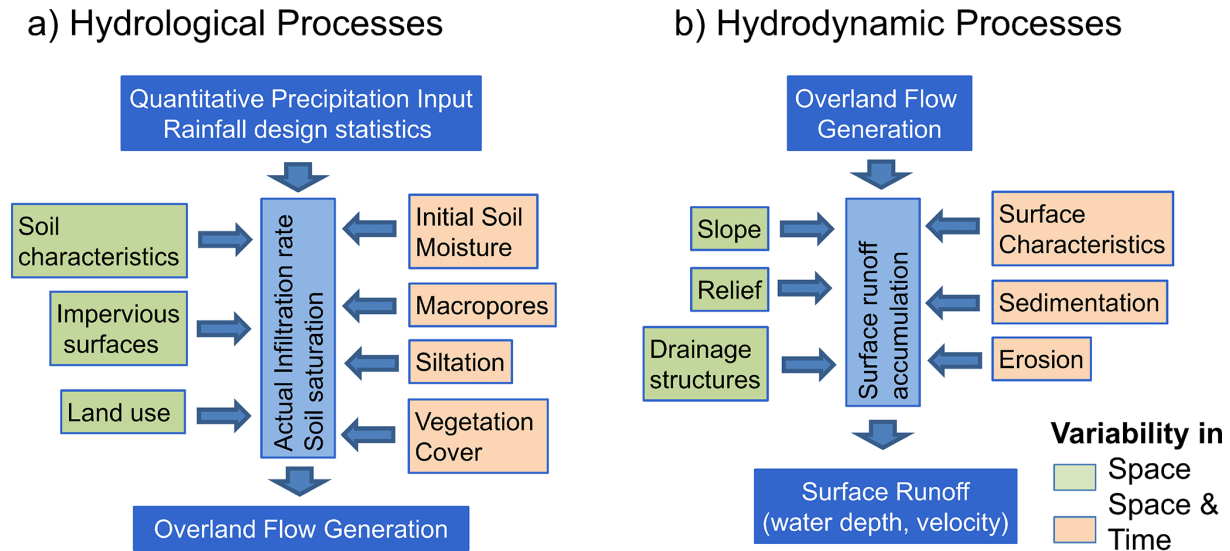 a) Hydrological Processes
Quantitative Precipitation Input
Rainfall design statistics
Soil
characteristics
Impervious
surfaces
Land use
Actual Infiltration rate
Soil saturation
Initial Soil
Moisture
Macropores
Siltation
Vegetation
Cover
Overland Flow Generation
b) Hydrodynamic Processes
Overland Flow
Generation
Slope
Relief
Drainage
structures
Surface runoff
accumulation
Surface
Characteristics
Sedimentation
Erosion
Surface Runoff
(water depth, velocity)
Variability in
Space
Space &
Time